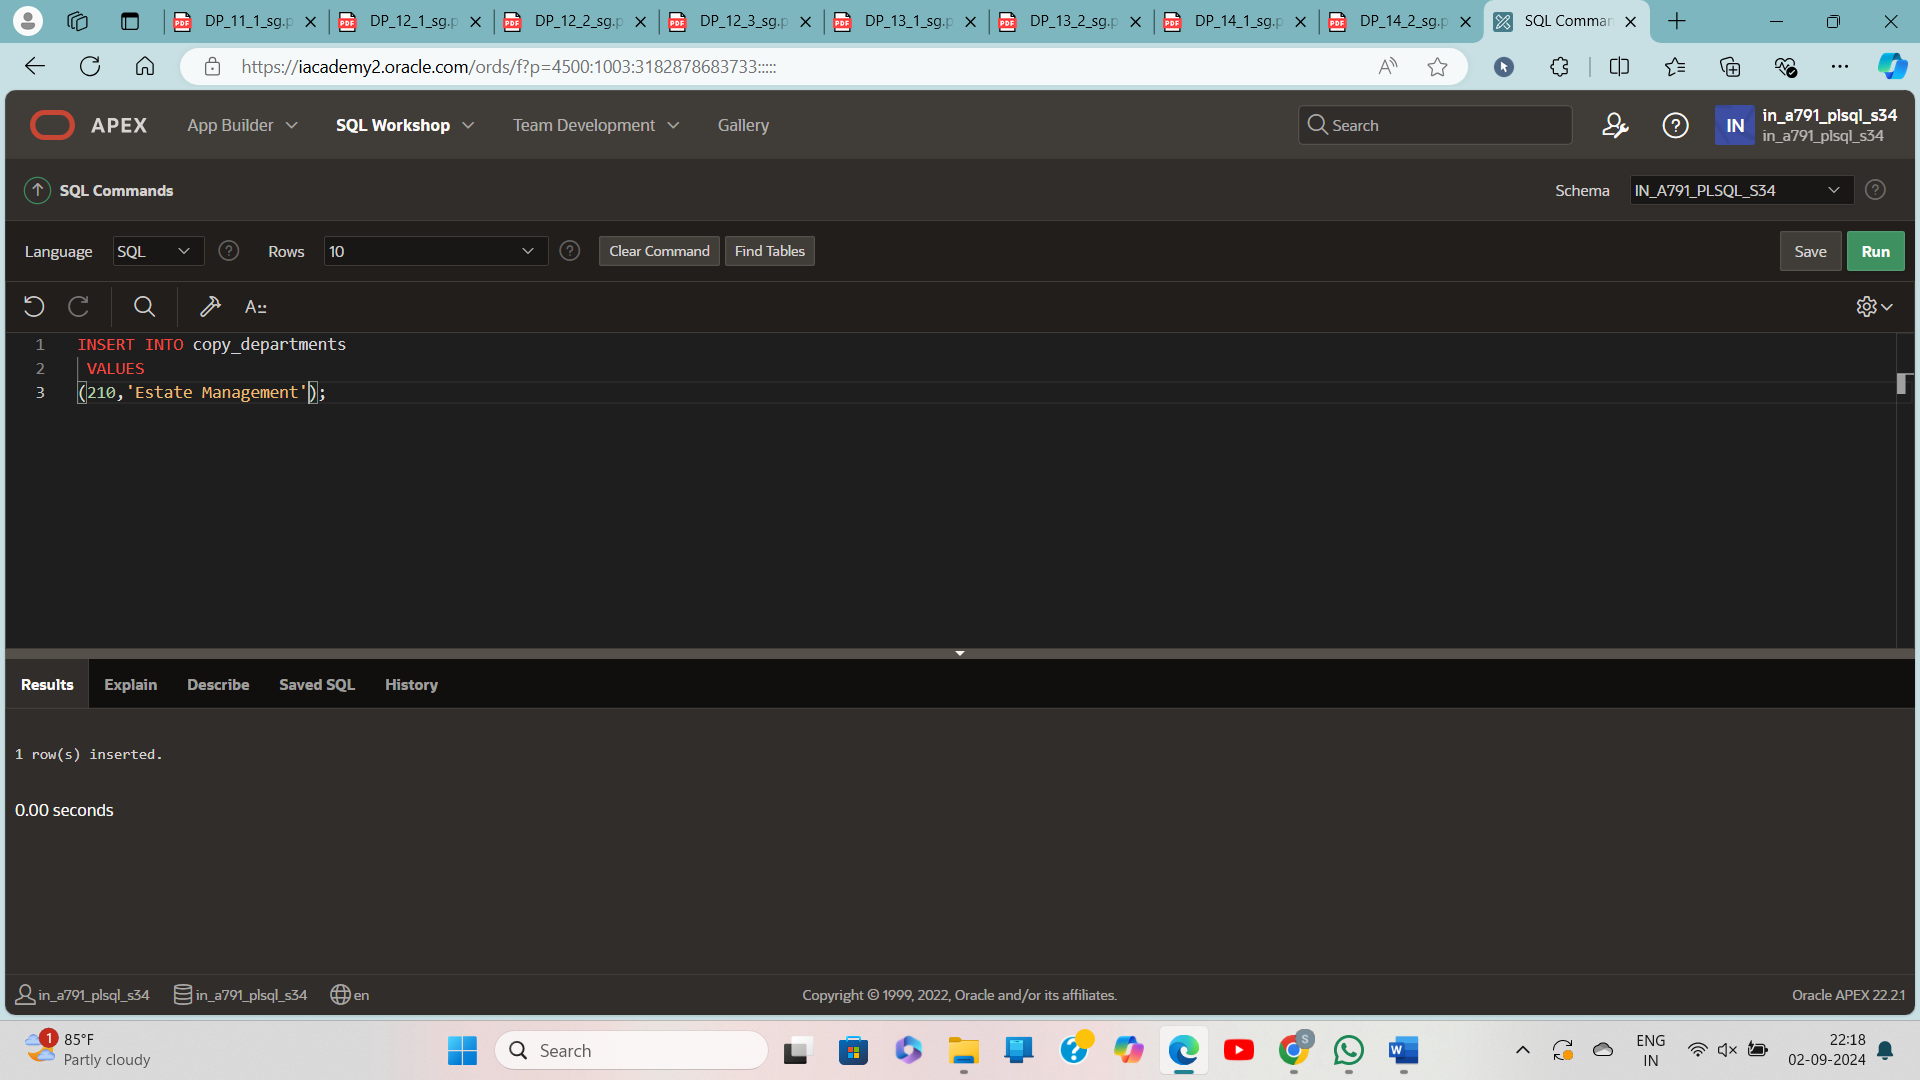 DP_11_1_sg.p DP_12_1_sg.p DP_12_2_sg.p DP_12_3_sg.p DP_13_1_sg.p DP_13_2_sg.p DP_14_1_sg.p DP_14_2_sg.p SQL Comman
https://iacademy2.oracle.com/ords/f?p=4500:1003:3182878683733:::::
APEX App Builder SQL Workshop Team Development Gallery Search IN in_a791_plsql_s34
in_a791_plsql_s34
SQL Commands Schema IN_A791_PLSQL_S34
Language SQL Rows 10 Clear Command Find Tables Save Run
A::
1 INSERT INTO copy_departments
2 VALUES
3 (210,'Estate Management');
Results Explain Describe Saved SQL History
1 row(s) inserted.
0.00 seconds
in_a791_plsql_s34 in_a791_plsql_s34 en Copyright © 1999, 2022, Oracle and/or its affiliates. Oracle APEX 22.2.1
1 85°F
Partly cloudy
Search
S
ENG
IN
22:18
02-09-2024